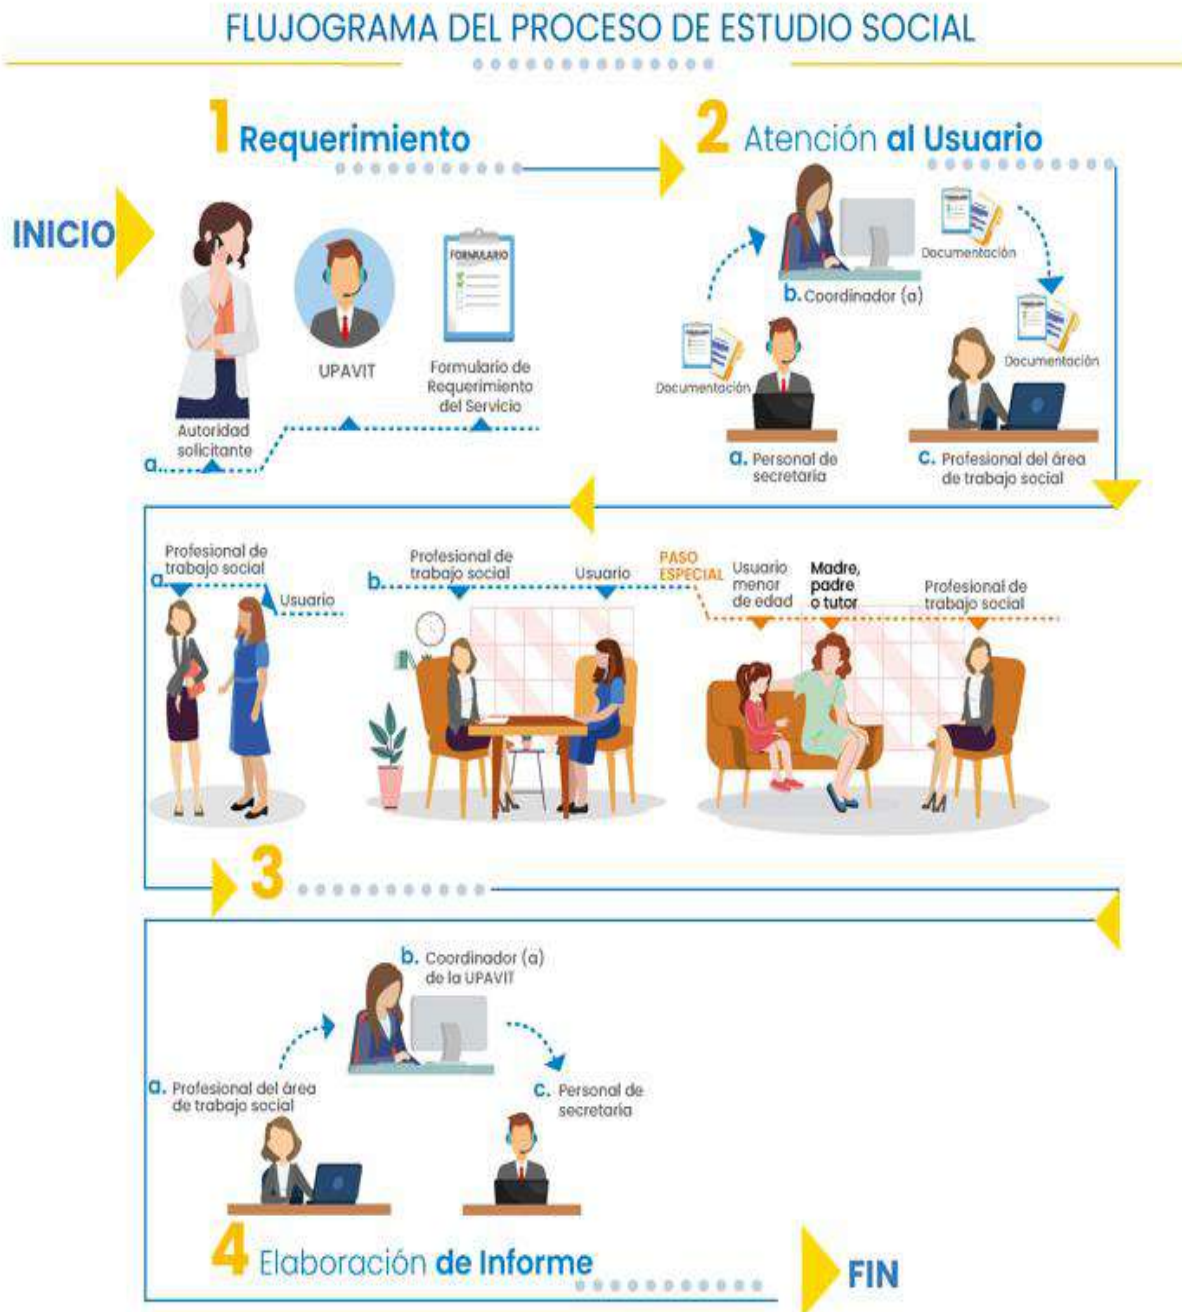 FLUJOGRAMA DEL PROCESO DE ESTUDIO SOCIAL
1 Requerimiento
INICIO
FORMULARIO
UPAVIT
Formulario de
Requerimiento
del Servicio
Autoridad
solicitante
a.
2 Atención al Usuario
Documentación
b. Coordinador (a)
Documentación
Documentación
a. Personal de
secretaria
c. Profesional del área
de trabajo social
Profesional de
trabajo social
a.
Usuario
Profesional de
trabajo social
b.
Usuario
PASO
ESPECIAL
Usuario
menor
de edad
Madre,
padre
o tutor
Profesional de
trabajo social
3
b. Coordinador (a)
de la UPAVIT
a. Profesional del área
de trabajo social
c. Personal de
secretaria
4 Elaboración de Informe
FIN